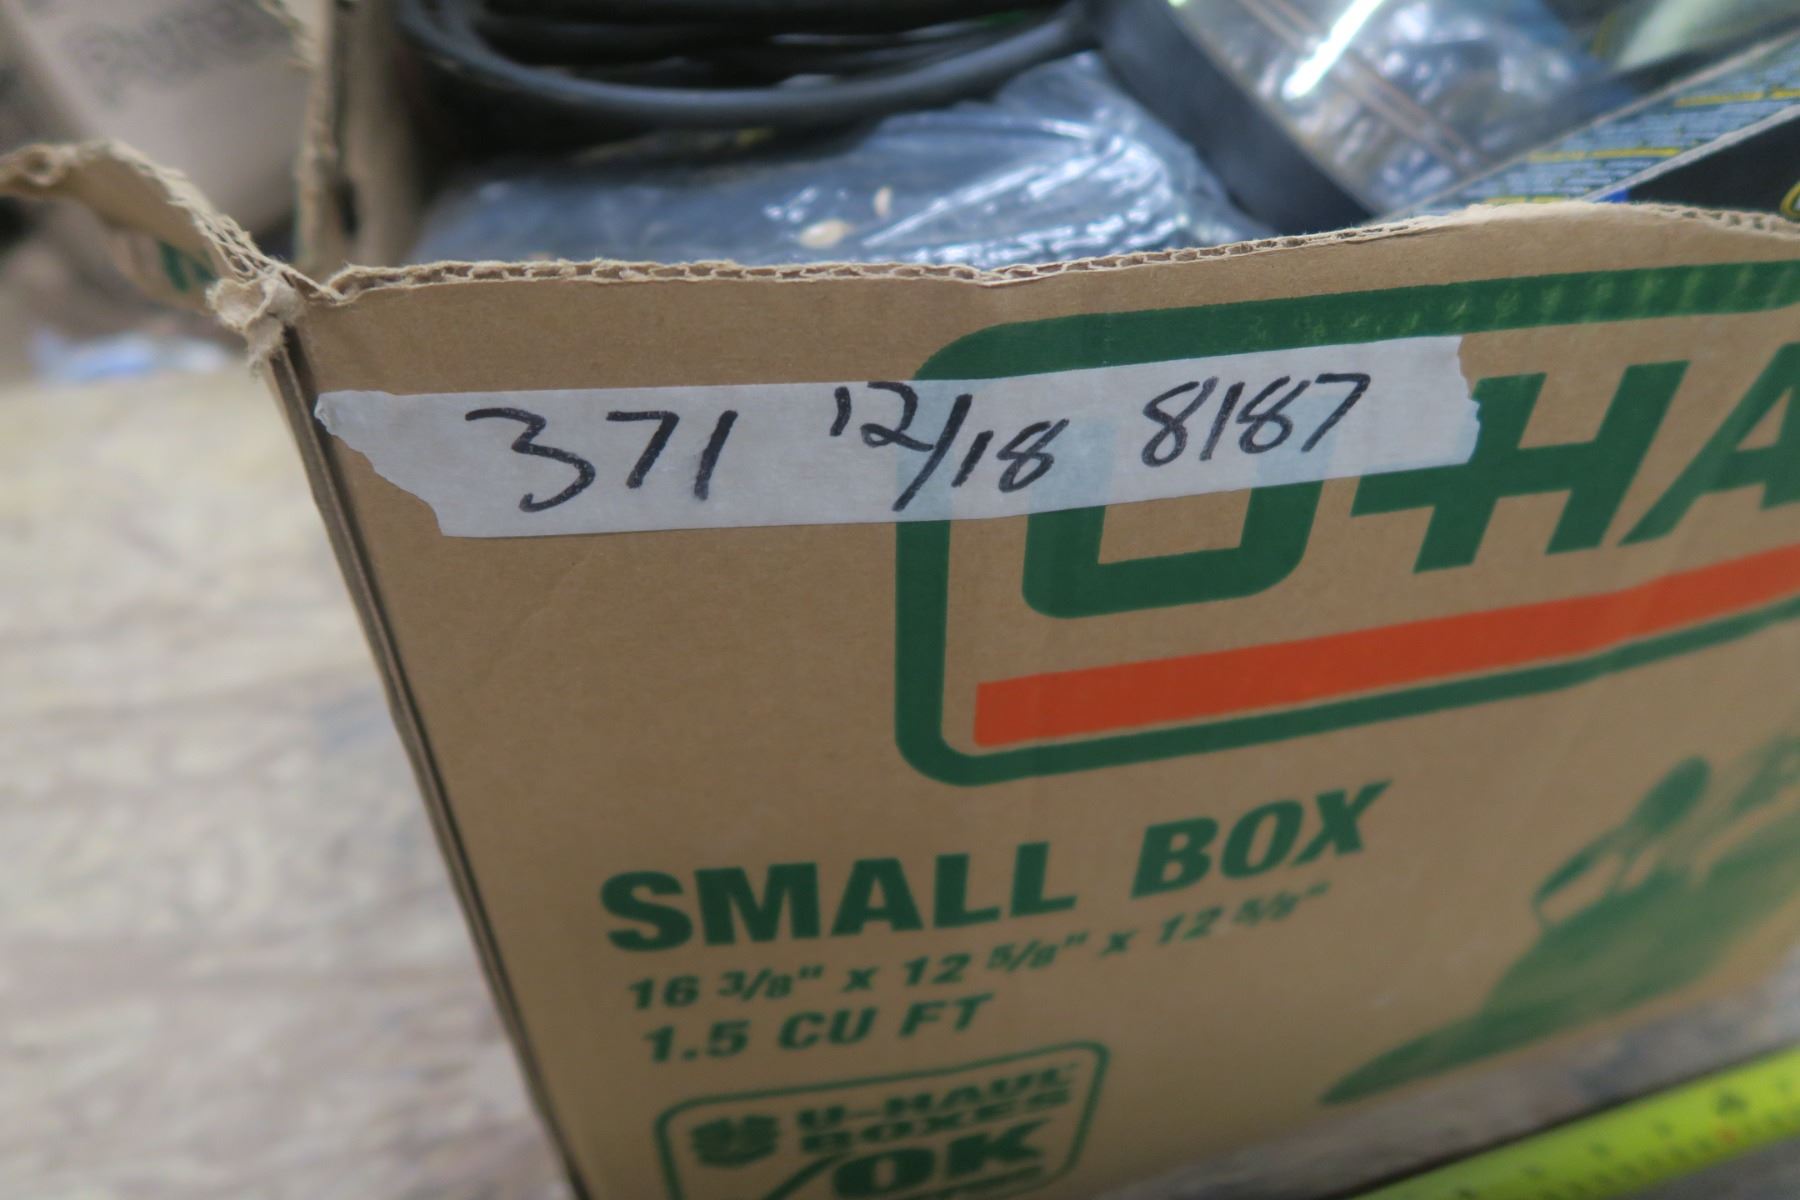 371 12/18 8187
U-HA
SMALL BOX
16 3/8" x 12 5/8" x 12 5/8"
1.5 CU FT
U-HAUL
BOXES
OK